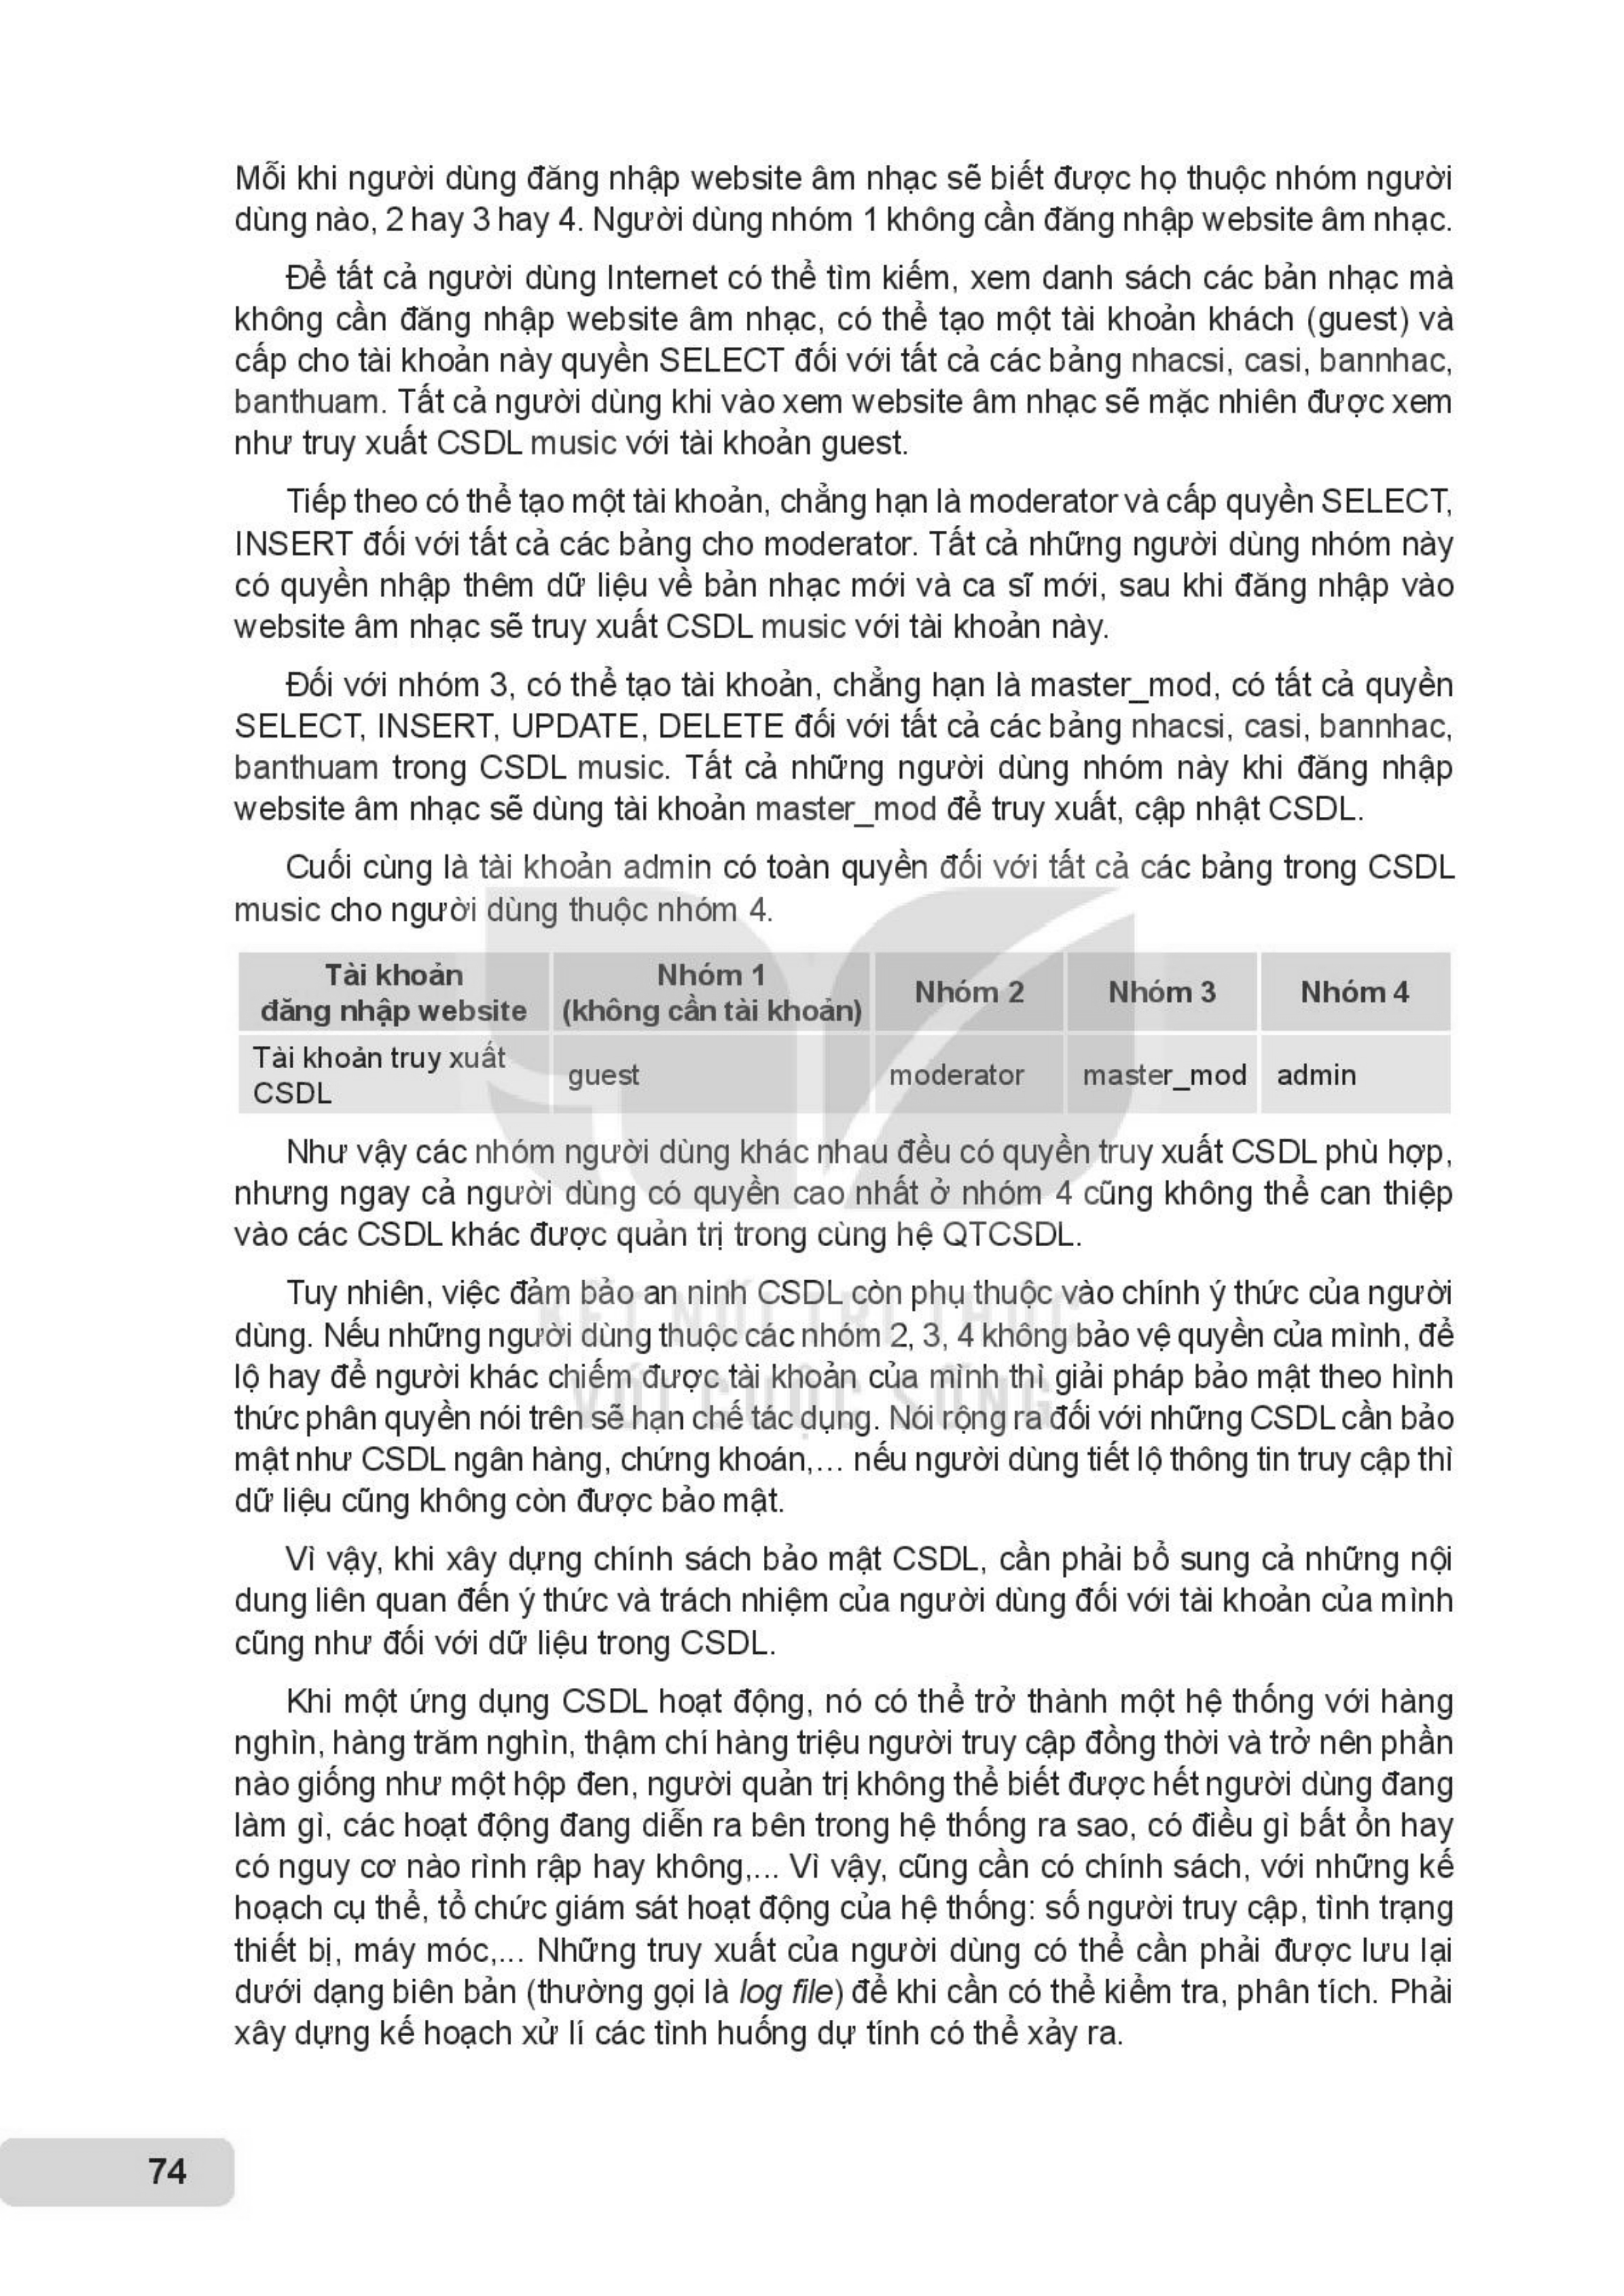 Mỗi khi người dùng đăng nhập website âm nhạc sẽ biết được họ thuộc nhóm người
dùng nào, 2 hay 3 hay 4. Người dùng nhóm 1 không cần đăng nhập website âm nhạc.
Để tất cả người dùng Internet có thể tìm kiếm, xem danh sách các bản nhạc mà
không cần đăng nhập website âm nhạc, có thể tạo một tài khoản khách (guest) và
cấp cho tài khoản này quyền SELECT đối với tất cả các bảng nhacsi, casi, bannhac,
banthuam. Tất cả người dùng khi vào xem website âm nhạc sẽ mặc nhiên được xem
như truy xuất CSDL music với tài khoản guest.
Tiếp theo có thể tạo một tài khoản, chẳng hạn là moderator và cấp quyền SELECT,
INSERT đối với tất cả các bảng cho moderator. Tất cả những người dùng nhóm này
có quyền nhập thêm dữ liệu về bản nhạc mới và ca sĩ mới, sau khi đăng nhập vào
website âm nhạc sẽ truy xuất CSDL music với tài khoản này.
Đối với nhóm 3, có thể tạo tài khoản, chẳng hạn là master_mod, có tất cả quyền
SELECT, INSERT, UPDATE, DELETE đối với tất cả các bảng nhacsi, casi, bannhac,
banthuam trong CSDL music. Tất cả những người dùng nhóm này khi đăng nhập
website âm nhạc sẽ dùng tài khoản master_mod để truy xuất, cập nhật CSDL.
Cuối cùng là tài khoản admin có toàn quyền đối với tất cả các bảng trong CSDL
music cho người dùng thuộc nhóm 4.
Tài khoản
đăng nhập website
Nhóm 1
(không cần tài khoản)
Nhóm 2
Nhóm 3
Nhóm 4
Tài khoản truy xuất
CSDL
guest
moderator
master_mod
admin
Như vậy các nhóm người dùng khác nhau đều có quyền truy xuất CSDL phù hợp,
nhưng ngay cả người dùng có quyền cao nhất ở nhóm 4 cũng không thể can thiệp
vào các CSDL khác được quản trị trong cùng hệ QTCSDL.
Tuy nhiên, việc đảm bảo an ninh CSDL còn phụ thuộc vào chính ý thức của người
dùng. Nếu những người dùng thuộc các nhóm 2, 3, 4 không bảo vệ quyền của mình, để
lộ hay để người khác chiếm được tài khoản của mình thì giải pháp bảo mật theo hình
thức phân quyền nói trên sẽ hạn chế tác dụng. Nói rộng ra đối với những CSDL cần bảo
mật như CSDL ngân hàng, chứng khoán,... nếu người dùng tiết lộ thông tin truy cập thì
dữ liệu cũng không còn được bảo mật.
KẾT NỐI TRI THỨC
VỚI CUỘC SỐNG
Vì vậy, khi xây dựng chính sách bảo mật CSDL, cần phải bổ sung cả những nội
dung liên quan đến ý thức và trách nhiệm của người dùng đối với tài khoản của mình
cũng như đối với dữ liệu trong CSDL.
Khi một ứng dụng CSDL hoạt động, nó có thể trở thành một hệ thống với hàng
nghìn, hàng trăm nghìn, thậm chí hàng triệu người truy cập đồng thời và trở nên phần
nào giống như một hộp đen, người quản trị không thể biết được hết người dùng đang
làm gì, các hoạt động đang diễn ra bên trong hệ thống ra sao, có điều gì bất ổn hay
có nguy cơ nào rình rập hay không,... Vì vậy, cũng cần có chính sách, với những kế
hoạch cụ thể, tổ chức giám sát hoạt động của hệ thống: số người truy cập, tình trạng
thiết bị, máy móc,... Những truy xuất của người dùng có thể cần phải được lưu lại
dưới dạng biên bản (thường gọi là log file) để khi cần có thể kiểm tra, phân tích. Phải
xây dựng kế hoạch xử lí các tình huống dự tính có thể xảy ra.
74